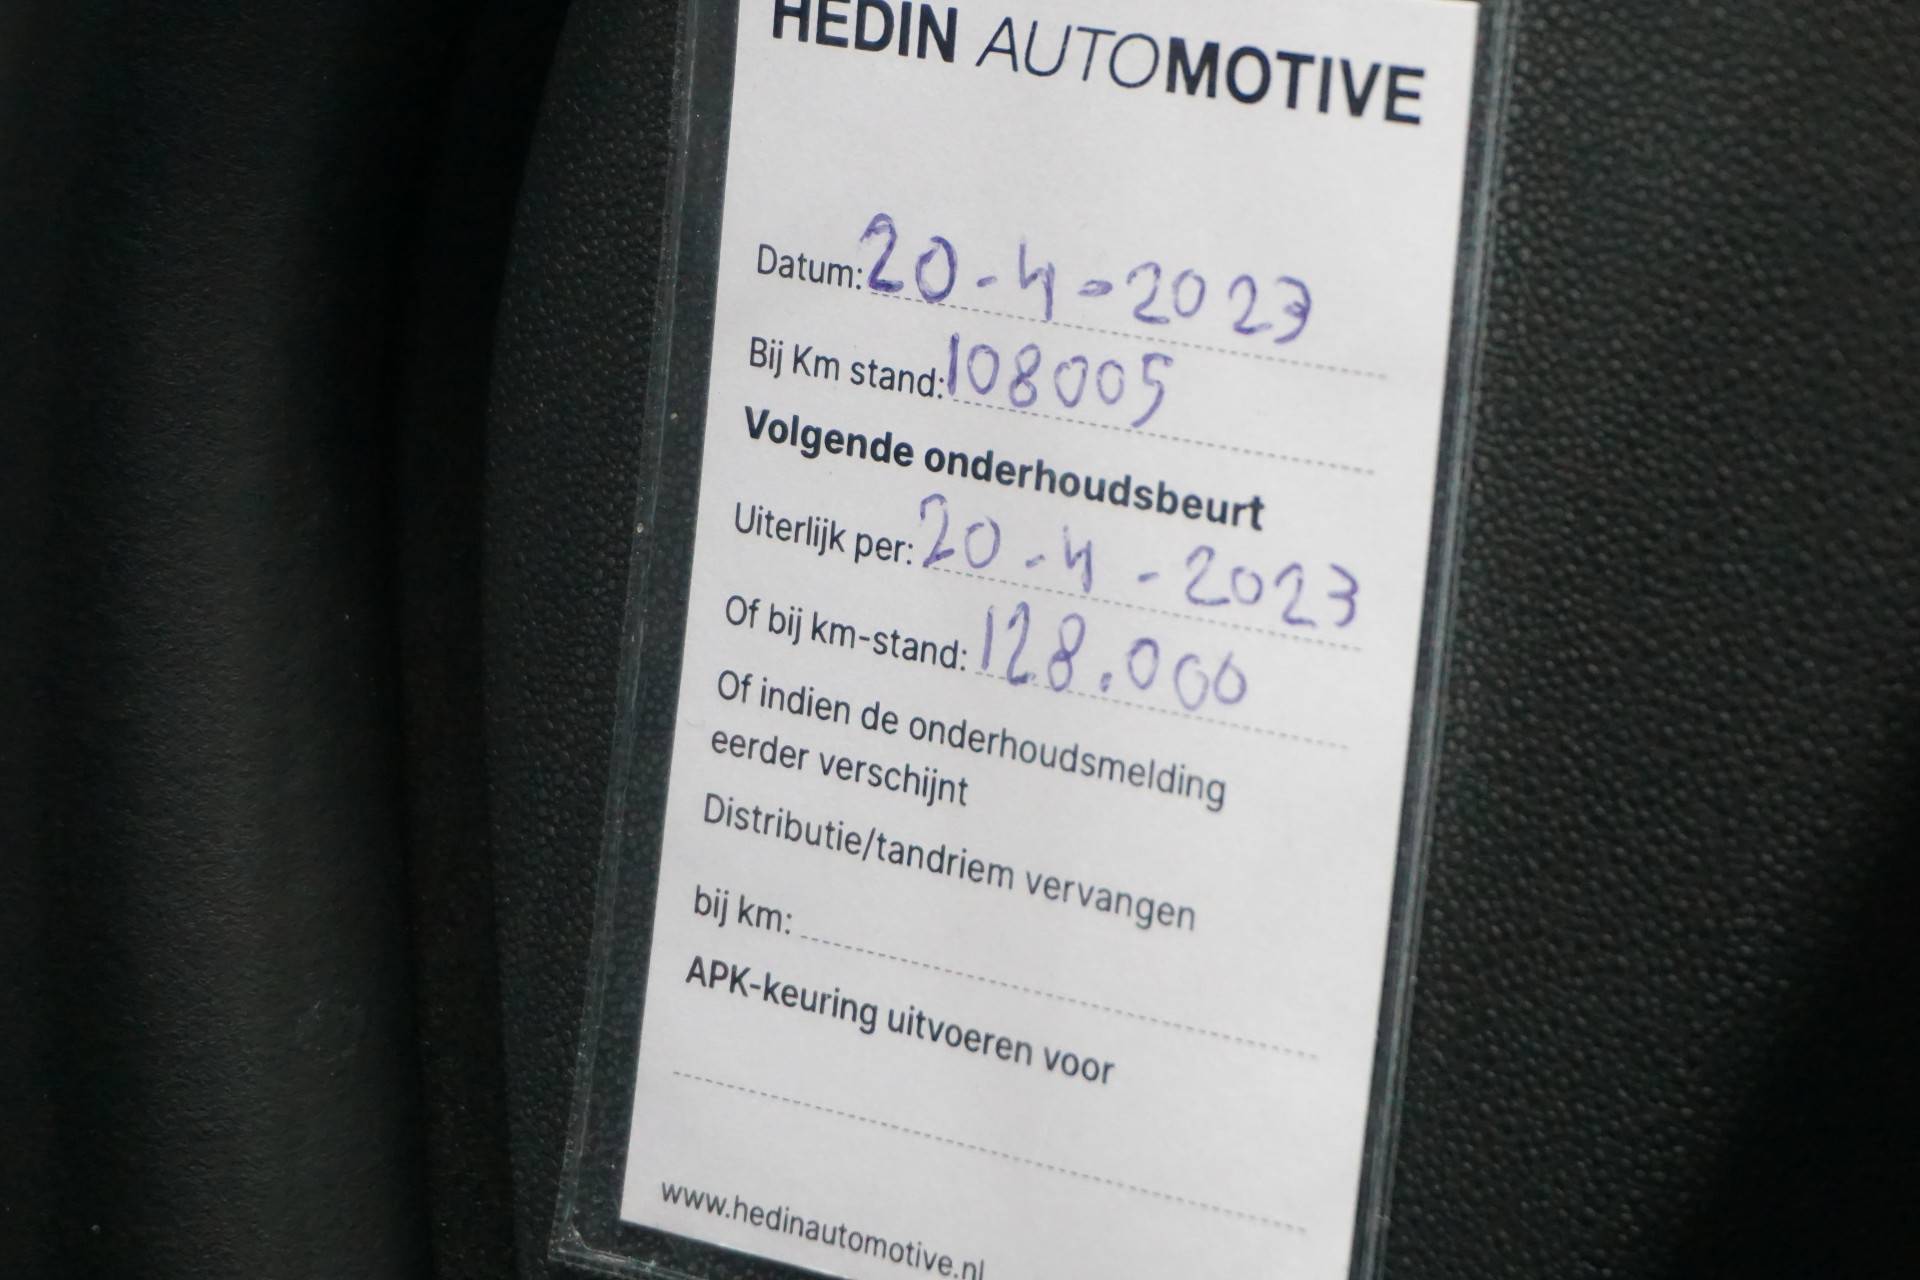 HEDIN AUTOMOTIVE
Datum: 20-4-2023
Bij Km stand: 108005
Volgende onderhoudsbeurt
Uiterlijk per: 20-4-2023
Of bij km-stand: 128.000
Of indien de onderhoudsmelding
eerder verschijnt
Distributie/tandriem vervangen
bij km:
APK-keuring uitvoeren voor
www.hedinautomotive.nl